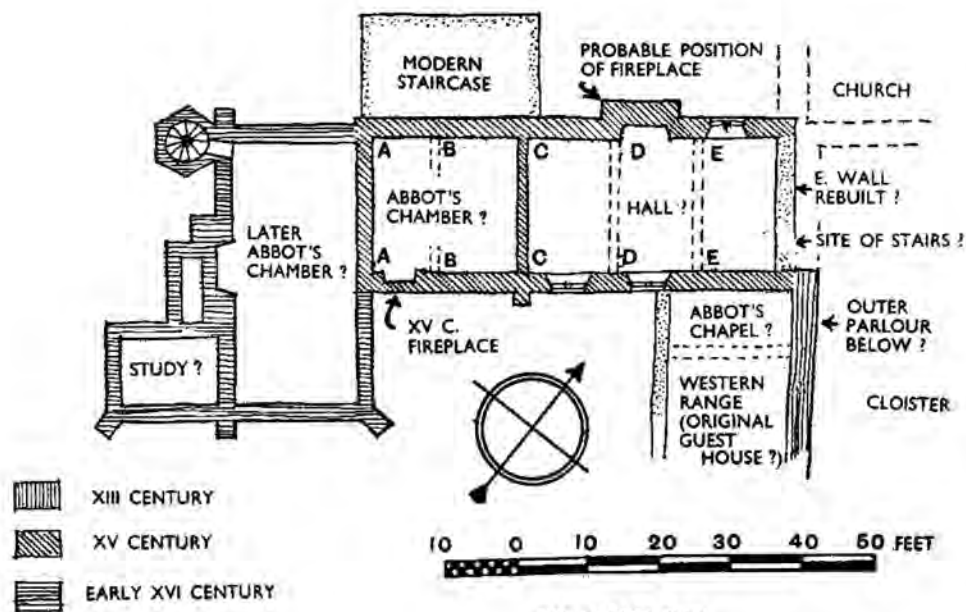 MODERN
STAIRCASE
PROBABLE POSITION
OF FIREPLACE
CHURCH
A
B
C
D
E
ABBOT'S
CHAMBER ?
HALL ?
E. WALL
REBUILT ?
LATER
ABBOT'S
CHAMBER ?
SITE OF STAIRS ?
A
B
C
D
E
XV C.
FIREPLACE
ABBOT'S
CHAPEL ?
OUTER
PARLOUR
BELOW ?
STUDY ?
WESTERN
RANGE
(ORIGINAL
GUEST
HOUSE ?)
CLOISTER
XIII CENTURY
XV CENTURY
EARLY XVI CENTURY
10 0 10 20 30 40 50 FEET